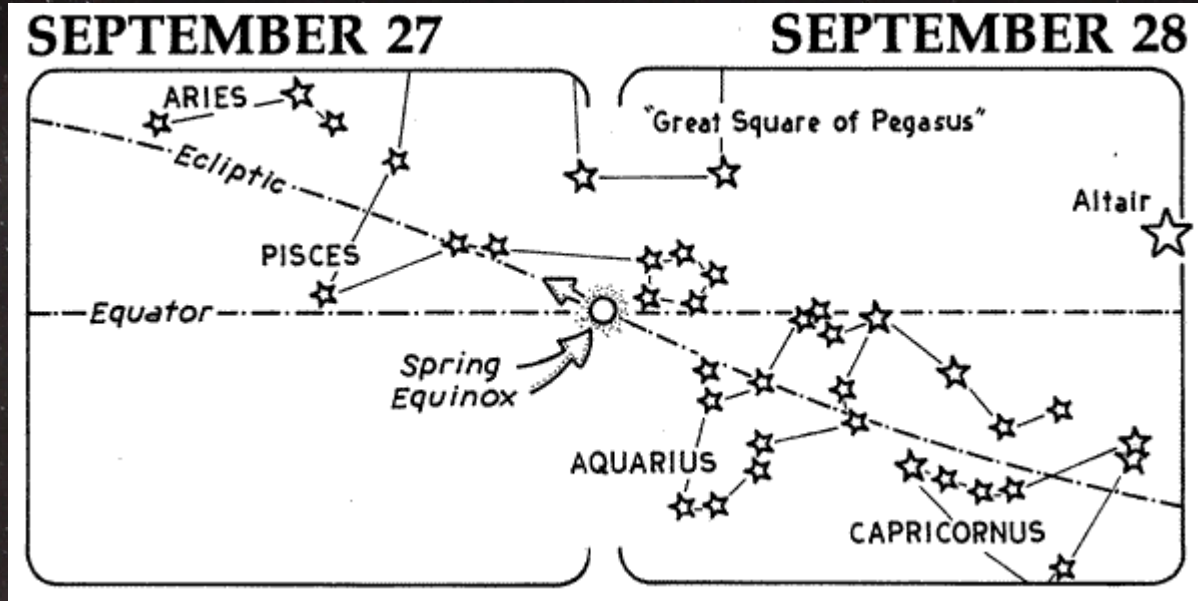 SEPTEMBER 27
SEPTEMBER 28
ARIES
"Great Square of Pegasus"
Ecliptic
Altair
PISCES
Equator
Spring
Equinox
AQUARIUS
CAPRICORNUS